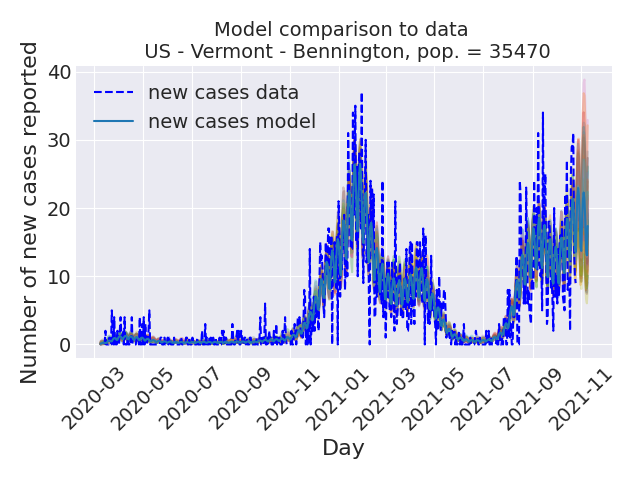 Model comparison to data
US - Vermont - Bennington, pop. = 35470
Number of new cases reported
40
30
20
10
0
new cases data
new cases model
2020-03
2020-05
2020-07
2020-09
2020-11
2021-01
2021-03
2021-05
2021-07
2021-09
2021-11
Day